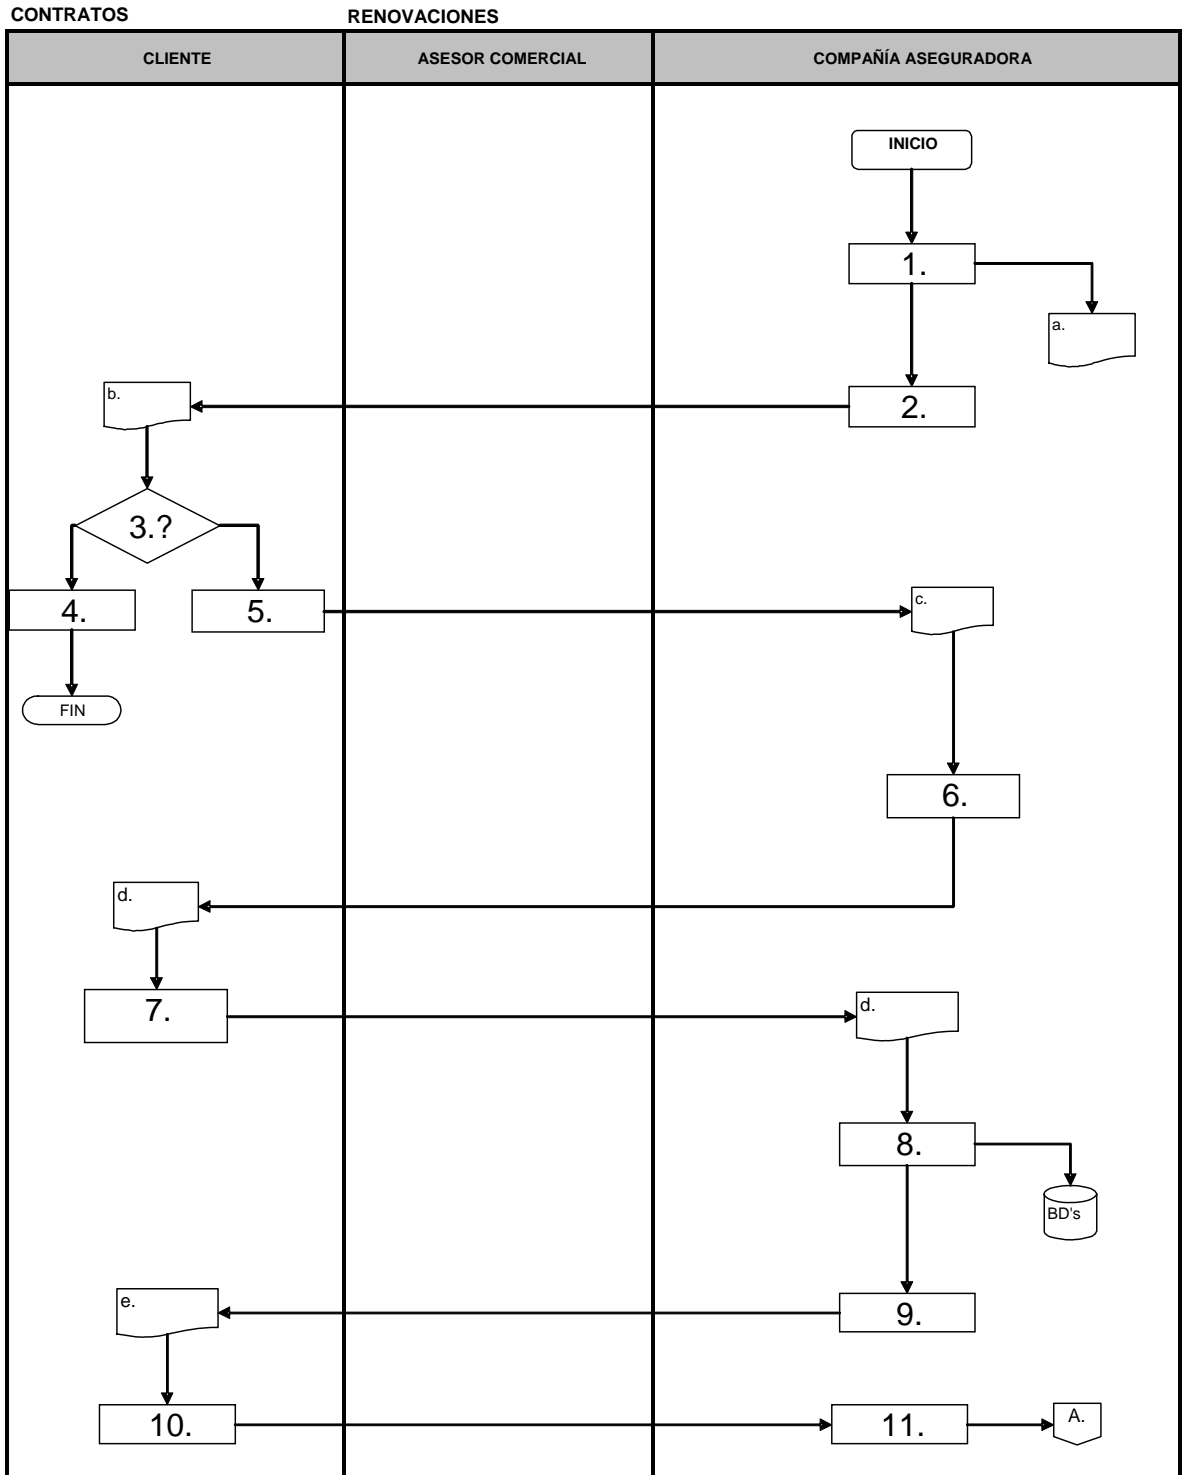 CONTRATOS RENOVACIONES
CLIENTE ASESOR COMERCIAL COMPAÑÍA ASEGURADORA
INICIO
1.
a.
b.
2.
3.?
4.
5.
c.
FIN
6.
d.
7.
d.
8.
BD's
e.
9.
10.
11.
A.